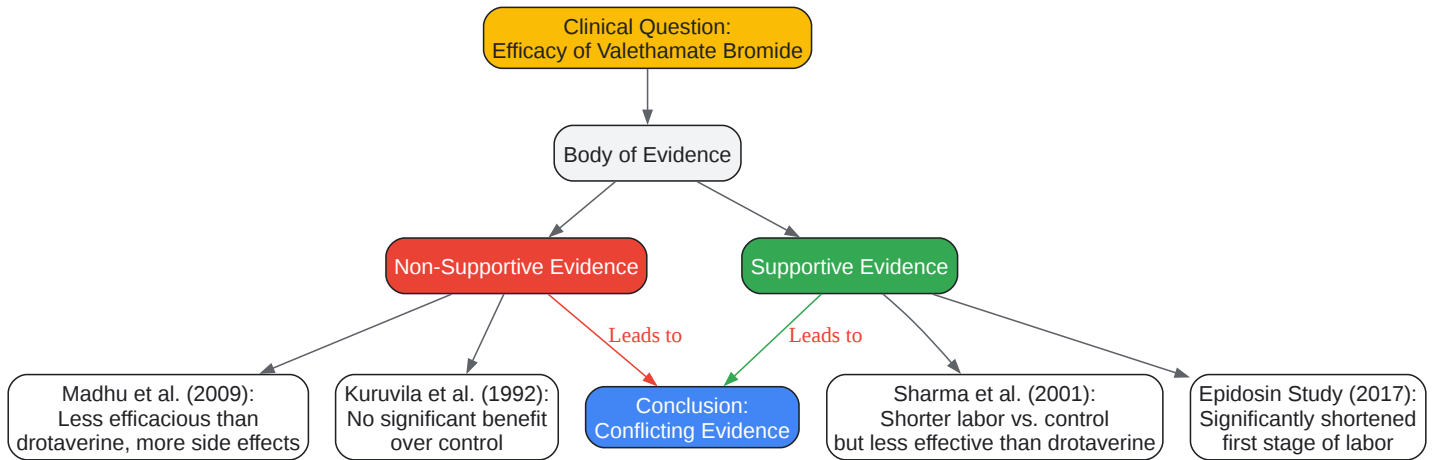 Clinical Question:
Efficacy of Valethamate Bromide
Body of Evidence
Non-Supportive Evidence
Supportive Evidence
Leads to
Leads to
Madhu et al. (2009):
Less efficacious than
drotaverine, more side effects
Kuruvila et al. (1992):
No significant benefit
over control
Conclusion:
Conflicting Evidence
Sharma et al. (2001):
Shorter labor vs. control
but less effective than drotaverine
Epidosin Study (2017):
Significantly shortened
first stage of labor